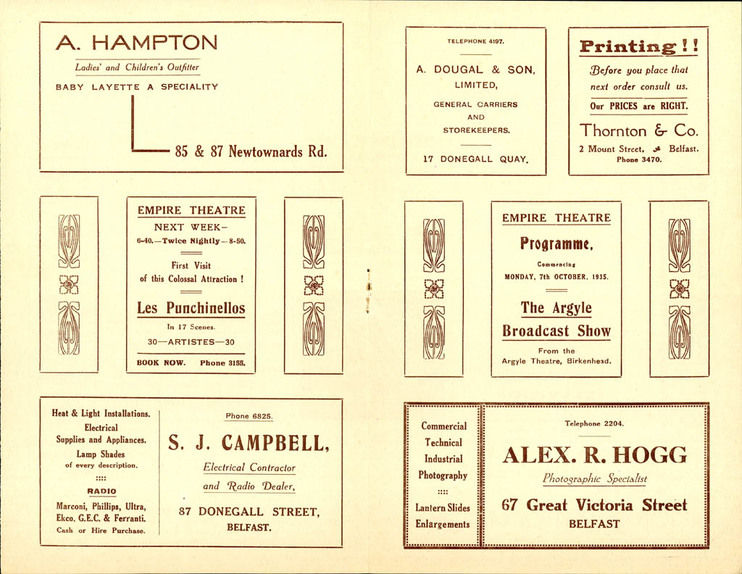 A. HAMPTON
Ladies' and Children's Outfitter
BABY LAYETTE A SPECIALITY
85 & 87 Newtownards Rd.
EMPIRE THEATRE
NEXT WEEK—
6-40.—Twice Nightly—8-50.
First Visit
of this Colossal Attraction !
Les Punchinellos
In 17 Scenes.
30—ARTISTES—30
BOOK NOW. Phone 3155.
Heat & Light Installations.
Electrical
Supplies and Appliances.
Lamp Shades
of every description.
::::
RADIO
Marconi, Phillips, Ultra,
Ekco, G.E.C. & Ferranti.
Cash or Hire Purchase.
Phone 6825.
S. J. CAMPBELL,
Electrical Contractor
and Radio Dealer,
87 DONEGALL STREET,
BELFAST.
TELEPHONE 4197.
A. DOUGAL & SON,
LIMITED,
GENERAL CARRIERS
AND
STOREKEEPERS.
17 DONEGALL QUAY,
Printing !!
Before you place that
next order consult us.
Our PRICES are RIGHT.
Thornton & Co.
2 Mount Street, Belfast.
Phone 3470.
EMPIRE THEATRE
Programme,
Commencing
MONDAY, 7th OCTOBER, 1935.
The Argyle
Broadcast Show
From the
Argyle Theatre, Birkenhead.
Commercial
Technical
Industrial
Photography
::::
Lantern Slides
Enlargements
Telephone 2204.
ALEX. R. HOGG
Photographic Specialist
67 Great Victoria Street
BELFAST